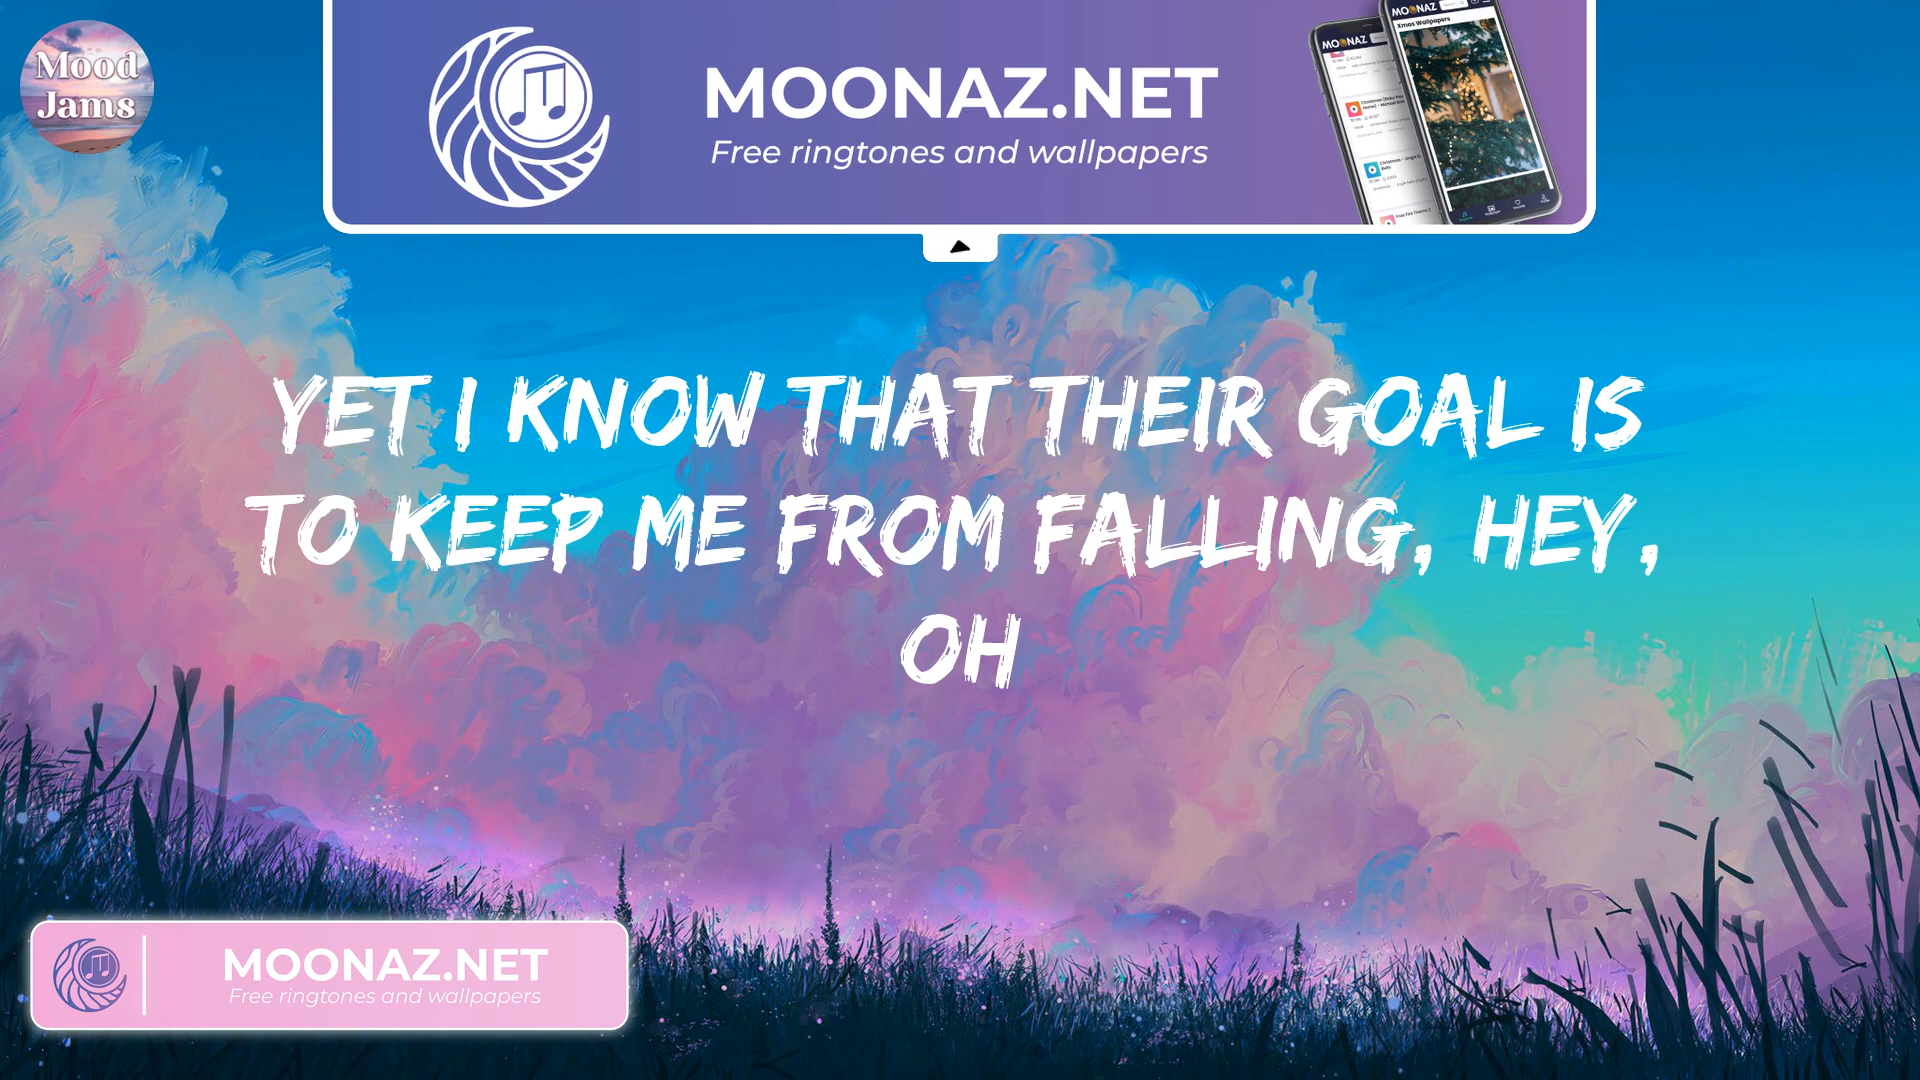 Mood
Jams
MOONAZ.NET
Free ringtones and wallpapers
MOONAZ
MOONAZ
Xmas Wallpapers
YET I KNOW THAT THEIR GOAL IS
TO KEEP ME FROM FALLING, HEY,
OH
MOONAZ.NET
Free ringtones and wallpapers